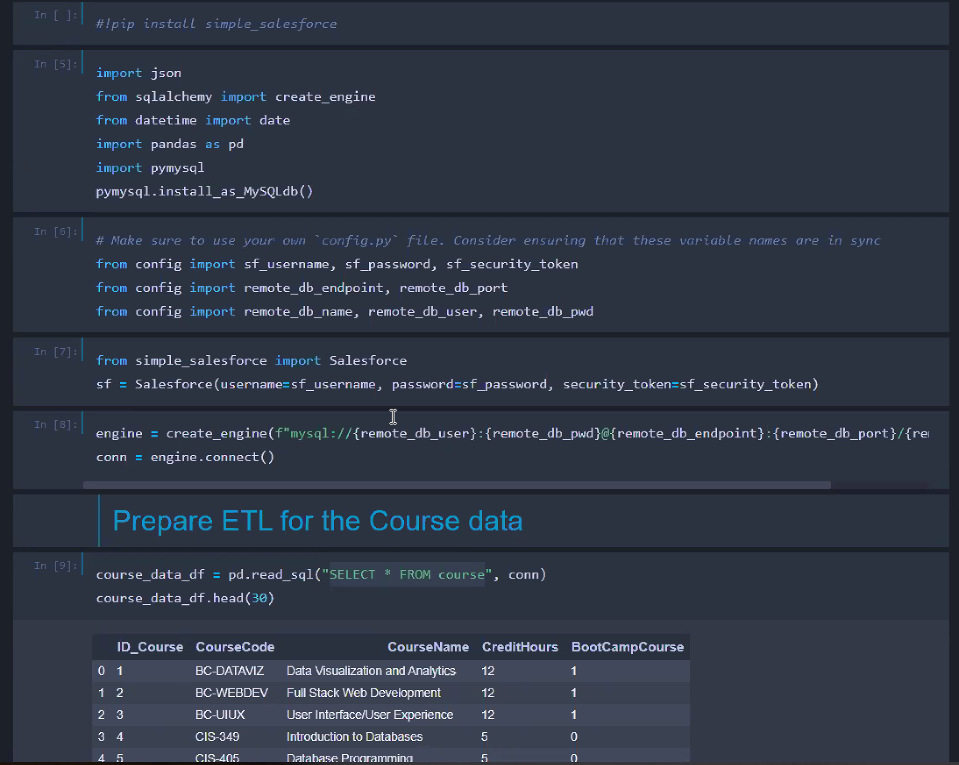 In [ ]:
#!pip install simple_salesforce
In [5]:
import json
from sqlalchemy import create_engine
from datetime import date
import pandas as pd
import pymysql
pymysql.install_as_MySQLdb()
In [6]:
# Make sure to use your own `config.py` file. Consider ensuring that these variable names are in sync
from config import sf_username, sf_password, sf_security_token
from config import remote_db_endpoint, remote_db_port
from config import remote_db_name, remote_db_user, remote_db_pwd
In [7]:
from simple_salesforce import Salesforce
sf = Salesforce(username=sf_username, password=sf_password, security_token=sf_security_token)
In [8]:
engine = create_engine(f"mysql://{remote_db_user}:{remote_db_pwd}@{remote_db_endpoint}:{remote_db_port}/{rem
conn = engine.connect()
Prepare ETL for the Course data
In [9]:
course_data_df = pd.read_sql("SELECT * FROM course", conn)
course_data_df.head(30)
ID_Course CourseCode CourseName CreditHours BootCampCourse
0 1 BC-DATAVIZ Data Visualization and Analytics 12 1
1 2 BC-WEBDEV Full Stack Web Development 12 1
2 3 BC-UIUX User Interface/User Experience 12 1
3 4 CIS-349 Introduction to Databases 5 0
4 5 CIS-405 Database Programming 5 0